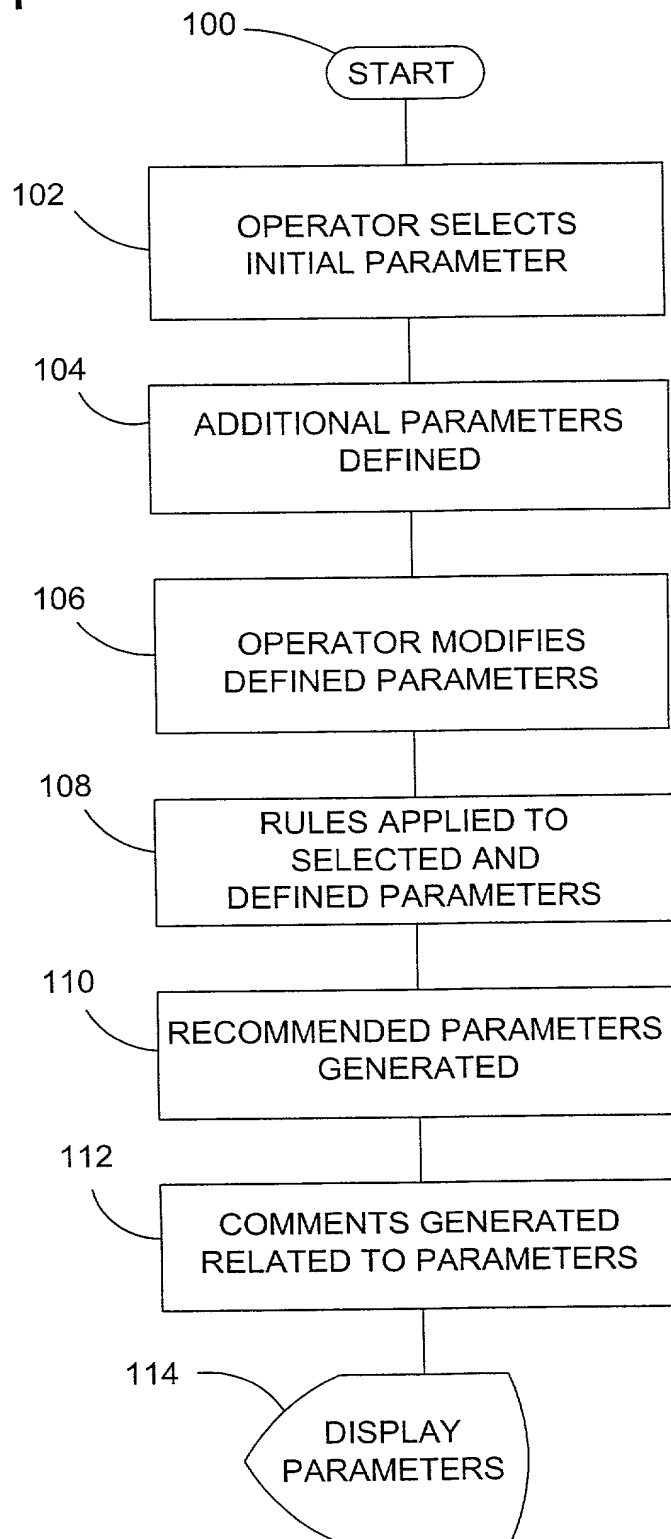 100
START
102
OPERATOR SELECTS
INITIAL PARAMETER
104
ADDITIONAL PARAMETERS
DEFINED
106
OPERATOR MODIFIES
DEFINED PARAMETERS
108
RULES APPLIED TO
SELECTED AND
DEFINED PARAMETERS
110
RECOMMENDED PARAMETERS
GENERATED
112
COMMENTS GENERATED
RELATED TO PARAMETERS
114
DISPLAY
PARAMETERS